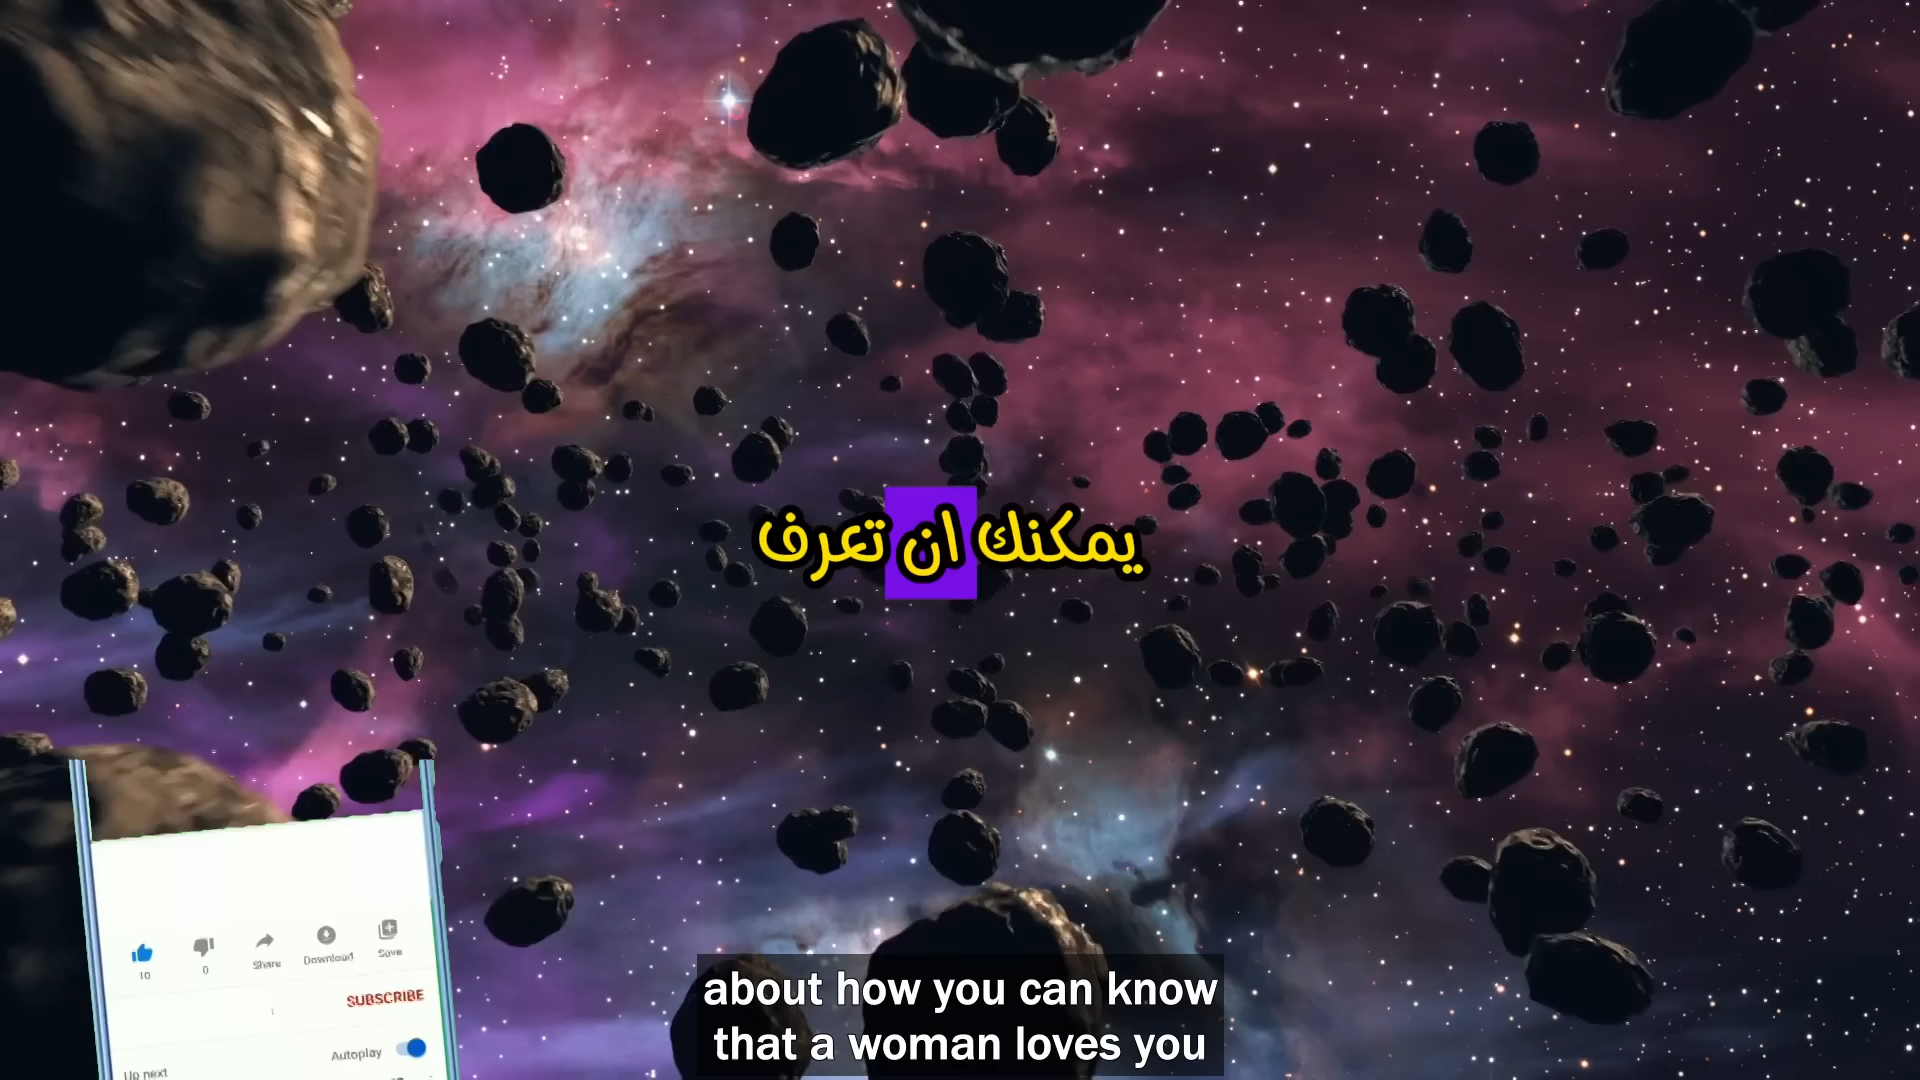 يمكنك ان تعرف
10
0
Share
Download
Save
SUBSCRIBE
Autoplay
Up next
about how you can know
that a woman loves you